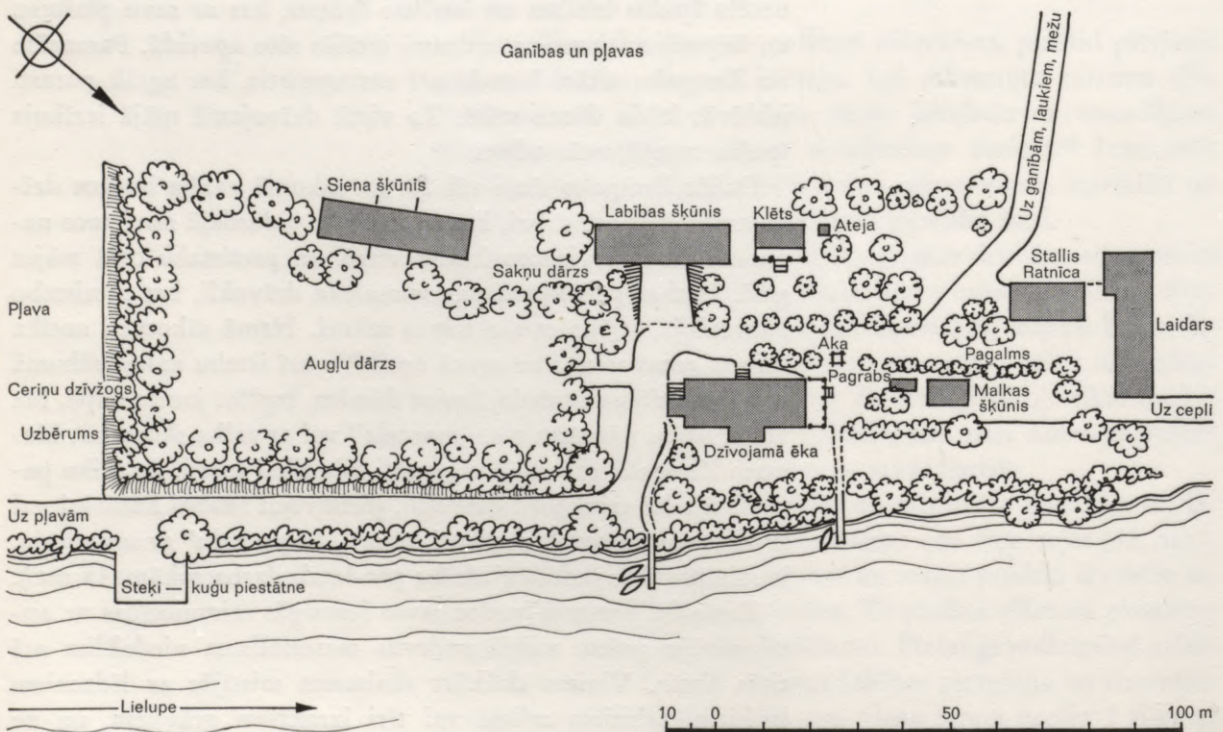 Ganības un pļavas
Uz ganībām, laukiem, mežu
Siena šķūnis
Labības šķūnis
Klēts
Ateja
Stallis
Ratnīca
Sakņu dārzs
Pļava
Laidars
Augļu dārzs
Aka
Pagalms
Ceriņu dzīvžogs
Pagrabs
Malkas
šķūnis
Uz cepli
Uzbērums
Dzīvojamā ēka
Uz pļavām
Steķi — kuģu piestātne
Lielupe
10 0 50 100 m